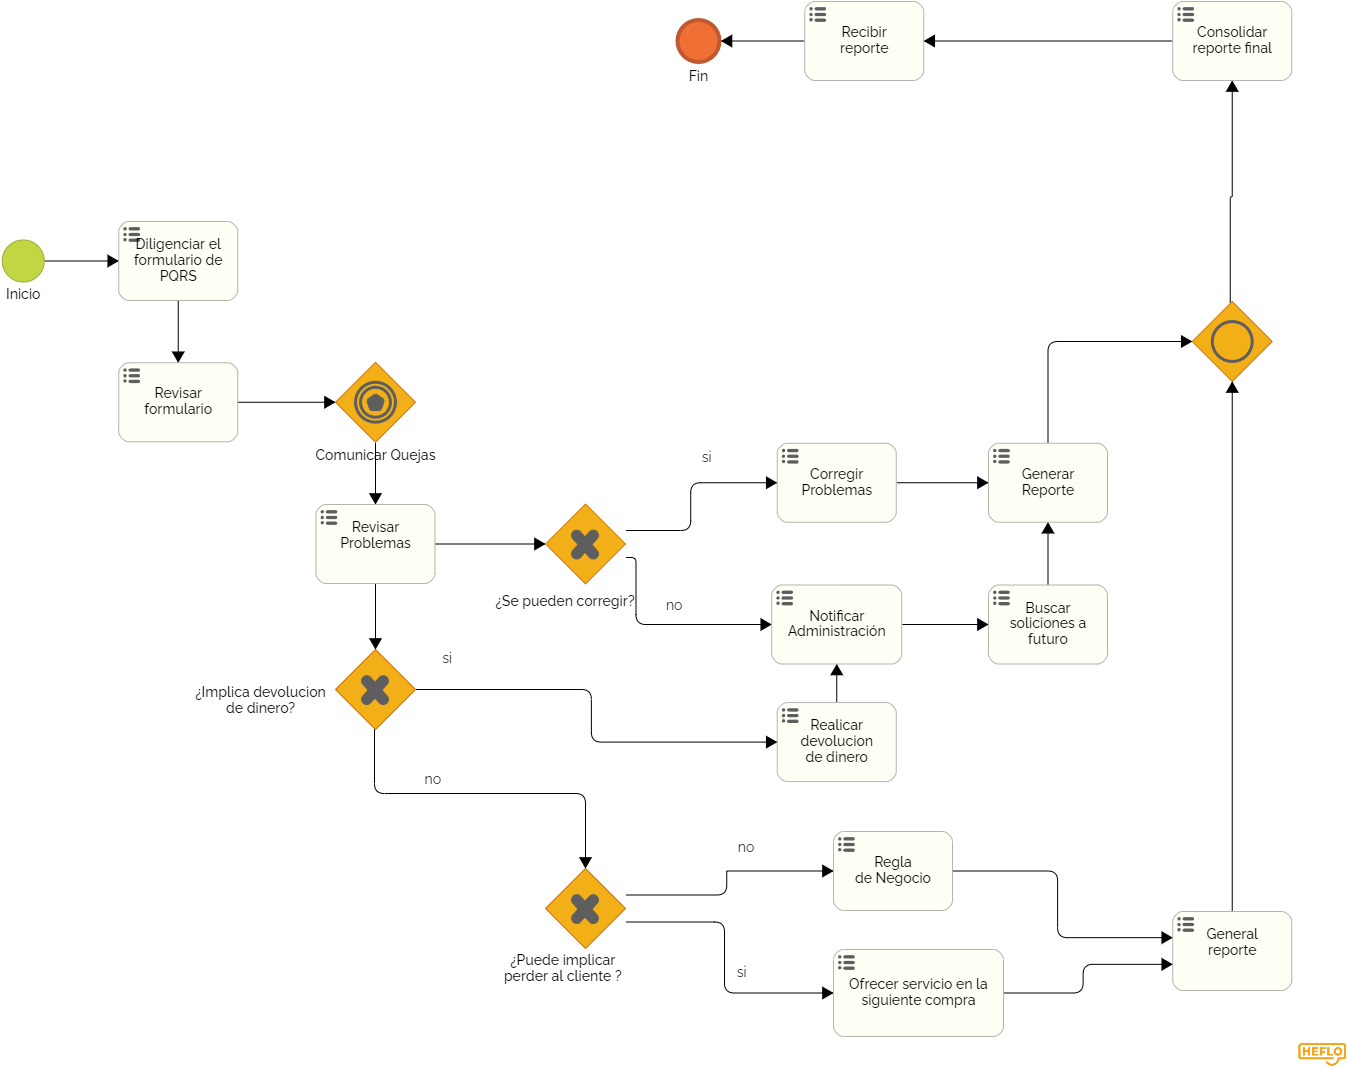 Recibir
reporte
Consolidar
reporte final
Fin
Diligenciar el
formulario de
PQRS
Inicio
Revisar
formulario
Comunicar Quejas
si
Corregir
Problemas
Generar
Reporte
Revisar
Problemas
¿Se pueden corregir?
no
Notificar
Administración
Buscar
soliciones a
futuro
¿Implica devolucion
de dinero?
si
Realicar
devolucion
de dinero
no
no
Regla
de Negocio
¿Puede implicar
perder al cliente ?
si
Ofrecer servicio en la
siguiente compra
General
reporte
HEFLO